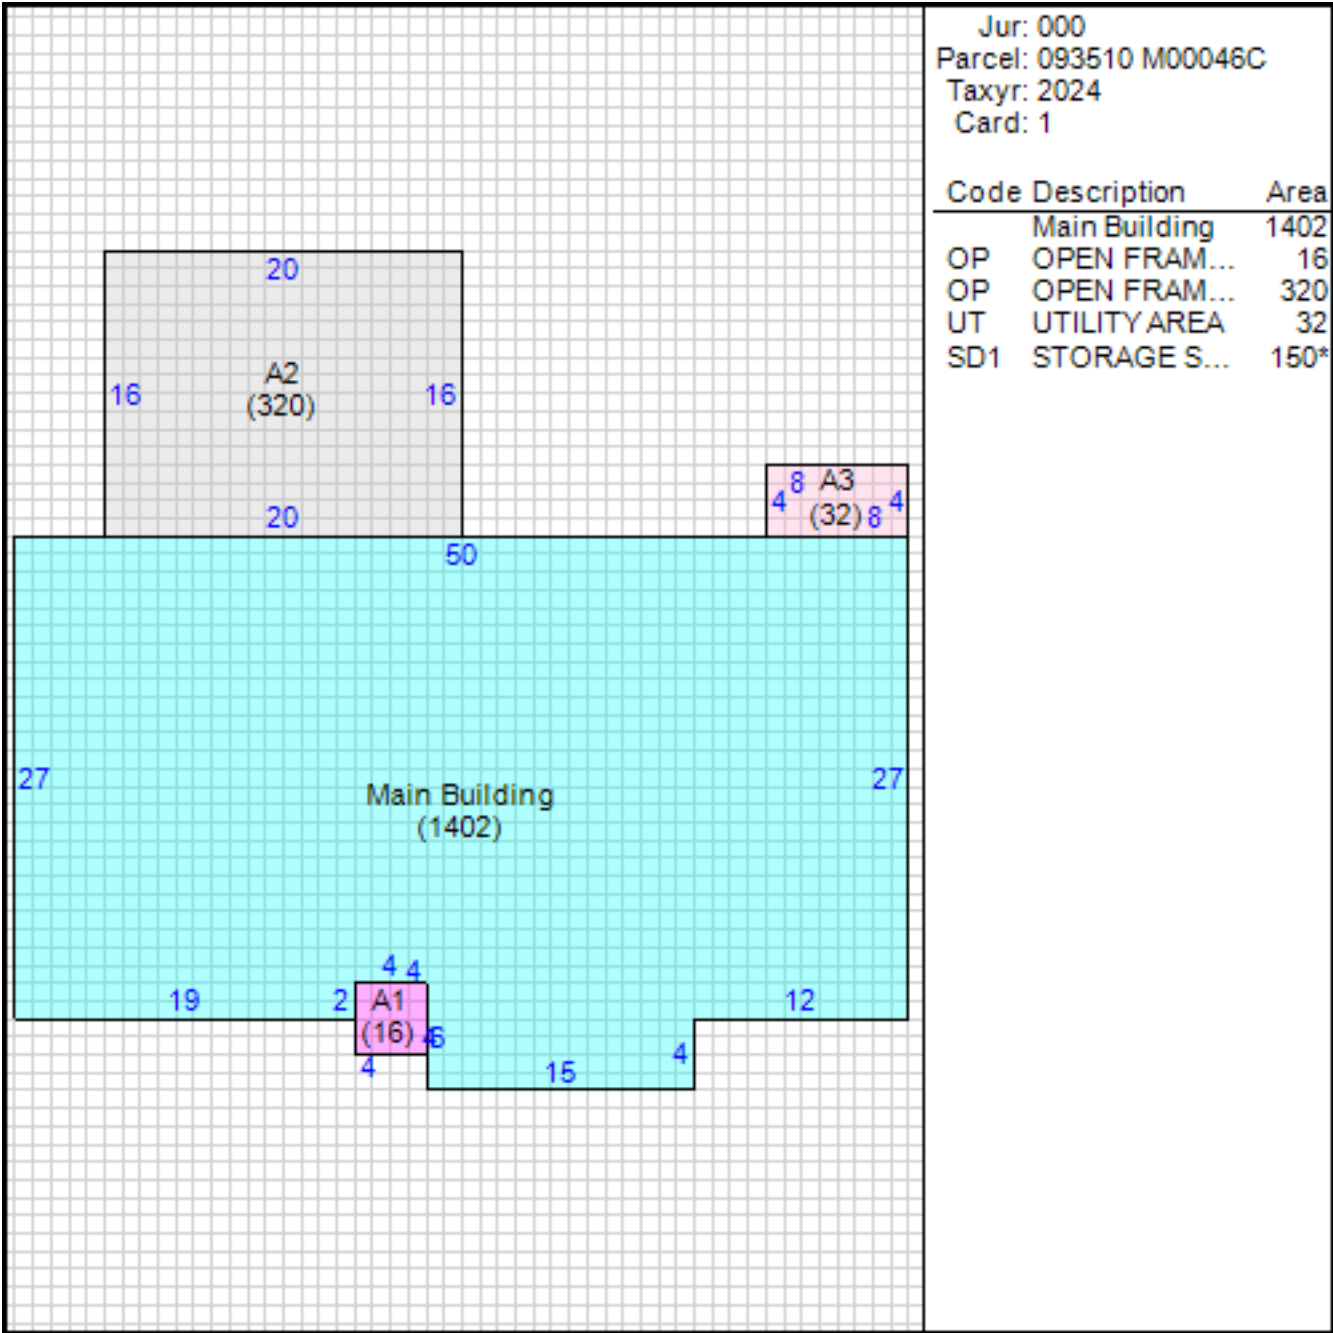 Jur: 000
Parcel: 093510 M00046C
Taxyr: 2024
Card: 1
Code Description Area
Main Building 1402
OP OPEN FRAM... 16
OP OPEN FRAM... 320
UT UTILITY AREA 32
SD1 STORAGE S... 150*
20
A2
16 (320) 16
20
8 A3
4 (32) 8 4
50
27 27
Main Building
(1402)
4 4
19 2 A1 12
(16) 4 6
4 15 4